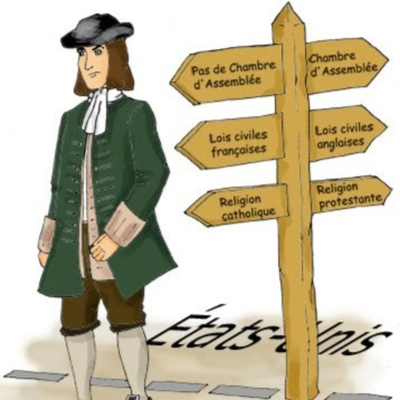 Pas de Chambre
d'Assemblée
Chambre
d'Assemblée
Lois civiles
françaises
Lois civiles
anglaises
Religion
catholique
Religion
protestante
États-Unis